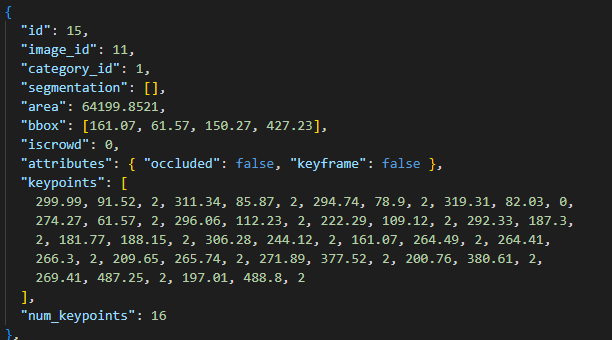 {
"id": 15,
"image_id": 11,
"category_id": 1,
"segmentation": [],
"area": 64199.8521,
"bbox": [161.07, 61.57, 150.27, 427.23],
"iscrowd": 0,
"attributes": { "occluded": false, "keyframe": false },
"keypoints": [
299.99, 91.52, 2, 311.34, 85.87, 2, 294.74, 78.9, 2, 319.31, 82.03, 0,
274.27, 61.57, 2, 296.06, 112.23, 2, 222.29, 109.12, 2, 292.33, 187.3,
2, 181.77, 188.15, 2, 306.28, 244.12, 2, 161.07, 264.49, 2, 264.41,
266.3, 2, 209.65, 265.74, 2, 271.89, 377.52, 2, 200.76, 380.61, 2,
269.41, 487.25, 2, 197.01, 488.8, 2
],
"num_keypoints": 16
},